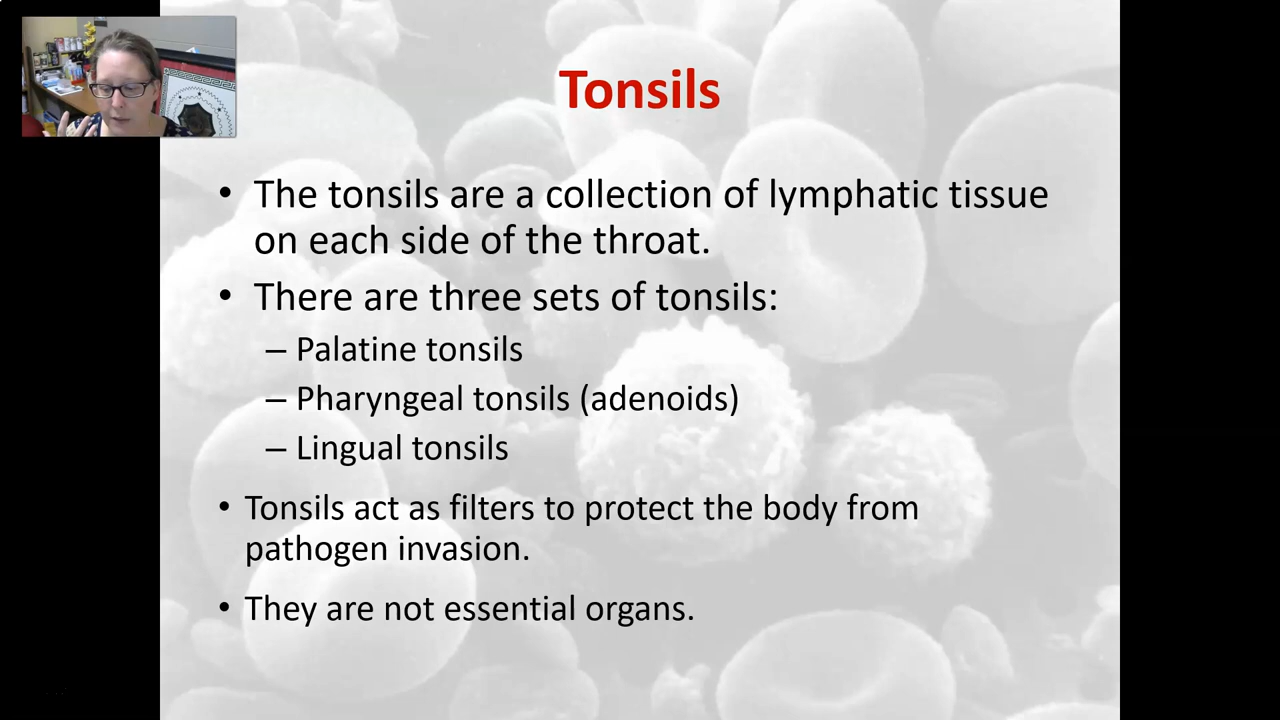 Tonsils
• The tonsils are a collection of lymphatic tissue
on each side of the throat.
• There are three sets of tonsils:
– Palatine tonsils
– Pharyngeal tonsils (adenoids)
– Lingual tonsils
• Tonsils act as filters to protect the body from
pathogen invasion.
• They are not essential organs.